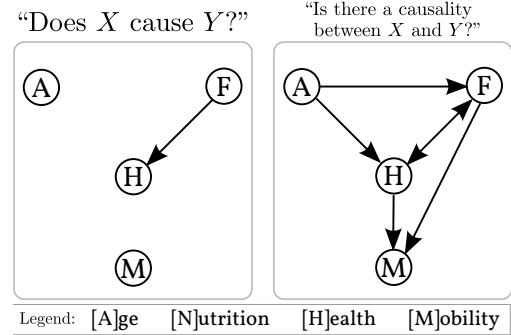 “Does X cause Y?”
“Is there a causality
between X and Y?”
A
F
H
M
A
F
H
M
Legend: [A]ge [N]utrition [H]ealth [M]obility